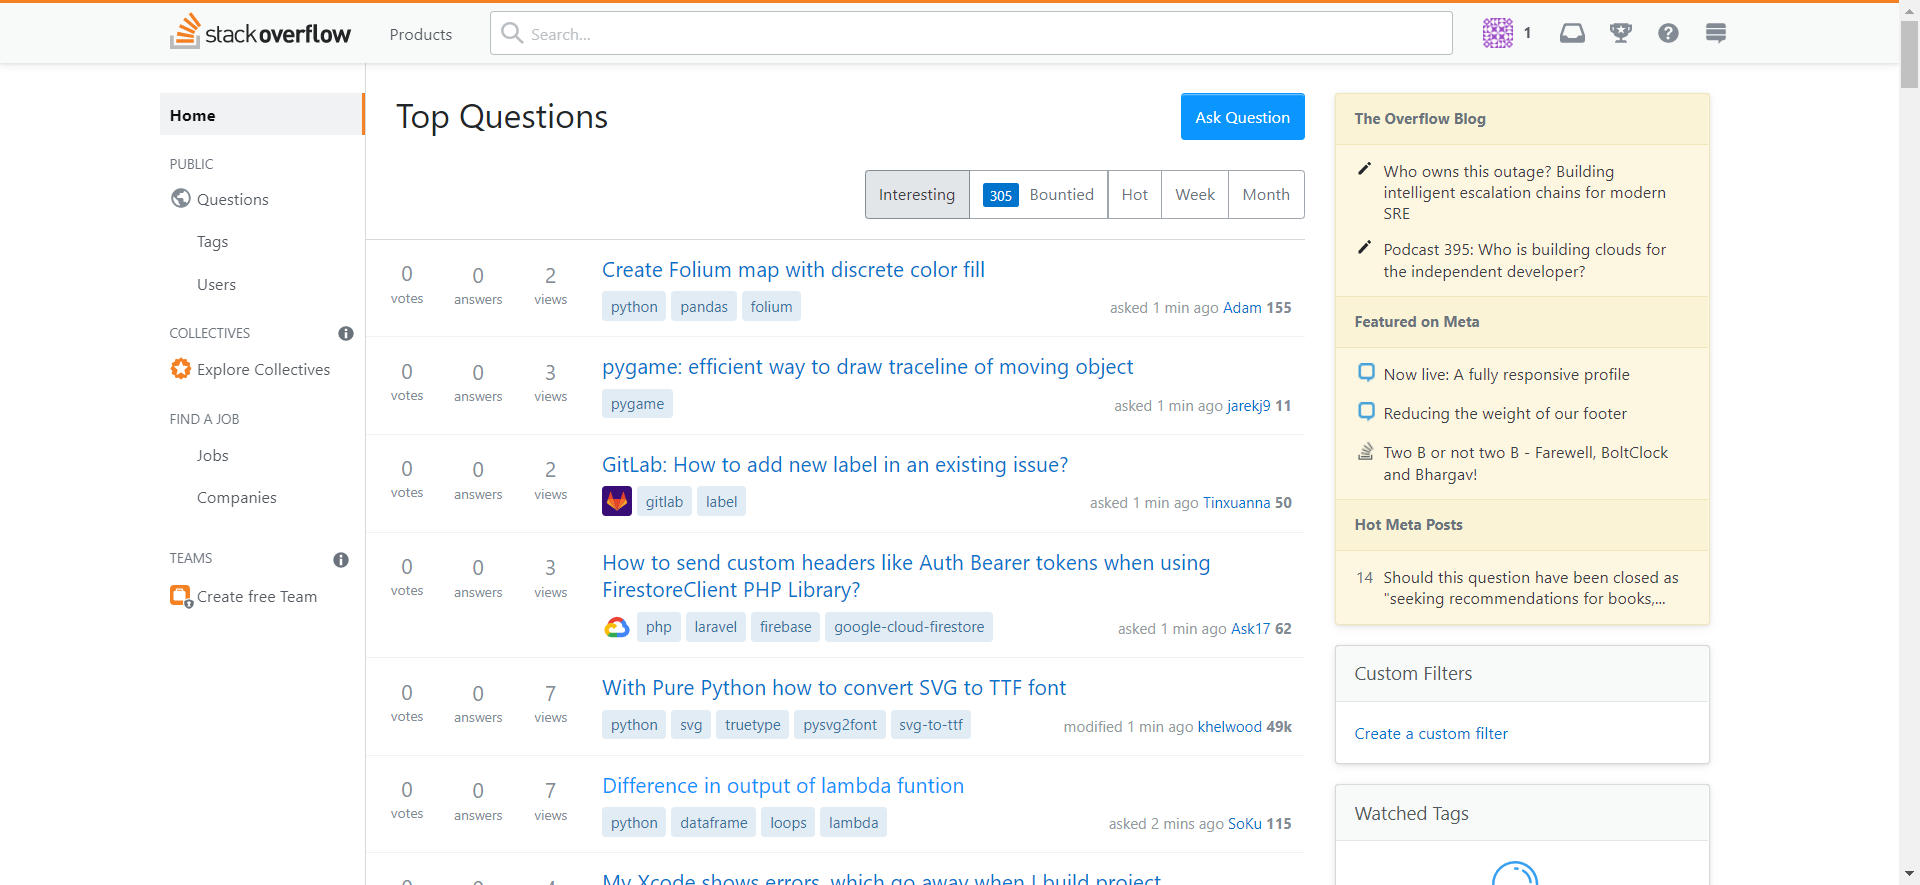 stackoverflow
Products
Search...
1
Home
PUBLIC
Questions
Tags
Users
COLLECTIVES
Explore Collectives
FIND A JOB
Jobs
Companies
TEAMS
Create free Team
Top Questions
Ask Question
Interesting
305 Bountied
Hot
Week
Month
0 votes
0 answers
2 views
Create Folium map with discrete color fill
python pandas folium
asked 1 min ago Adam 155
0 votes
0 answers
3 views
pygame: efficient way to draw traceline of moving object
pygame
asked 1 min ago jarekj9 11
0 votes
0 answers
2 views
GitLab: How to add new label in an existing issue?
gitlab label
asked 1 min ago Tinxuanna 50
0 votes
0 answers
3 views
How to send custom headers like Auth Bearer tokens when using
FirestoreClient PHP Library?
php laravel firebase google-cloud-firestore
asked 1 min ago Ask17 62
0 votes
0 answers
7 views
With Pure Python how to convert SVG to TTF font
python svg truetype pysvg2font svg-to-ttf
modified 1 min ago khelwood 49k
0 votes
0 answers
7 views
Difference in output of lambda funtion
python dataframe loops lambda
asked 2 mins ago SoKu 115
My Xcode shows errors, which go away when I build project
The Overflow Blog
Who owns this outage? Building
intelligent escalation chains for modern
SRE
Podcast 395: Who is building clouds for
the independent developer?
Featured on Meta
Now live: A fully responsive profile
Reducing the weight of our footer
Two B or not two B - Farewell, BoltClock
and Bhargav!
Hot Meta Posts
14 Should this question have been closed as
"seeking recommendations for books,...
Custom Filters
Create a custom filter
Watched Tags